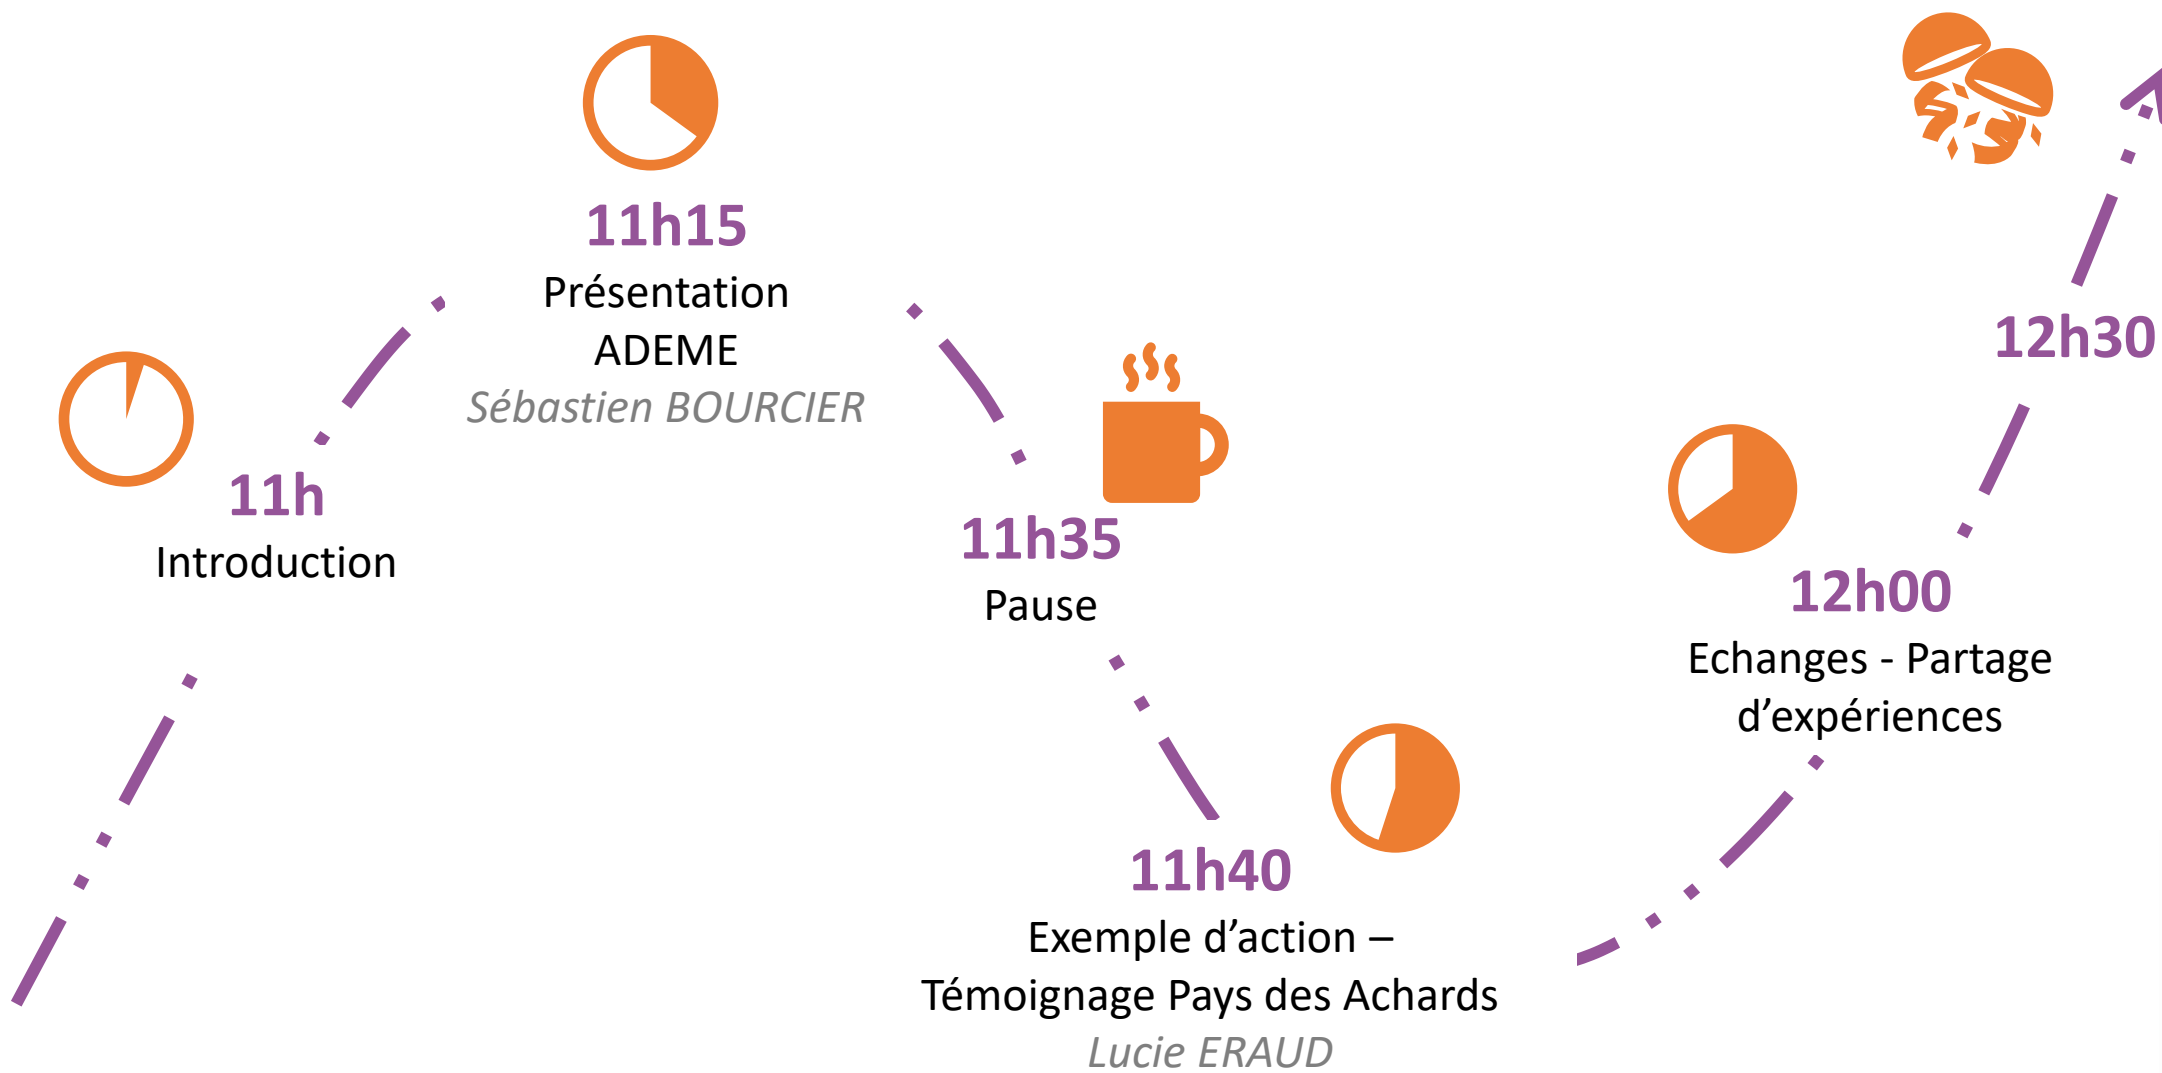 11h
Introduction
11h15
Présentation
ADEME
Sébastien BOURCIER
11h35
Pause
11h40
Exemple d’action –
Témoignage Pays des Achards
Lucie ERAUD
12h00
Echanges - Partage
d’expériences
12h30